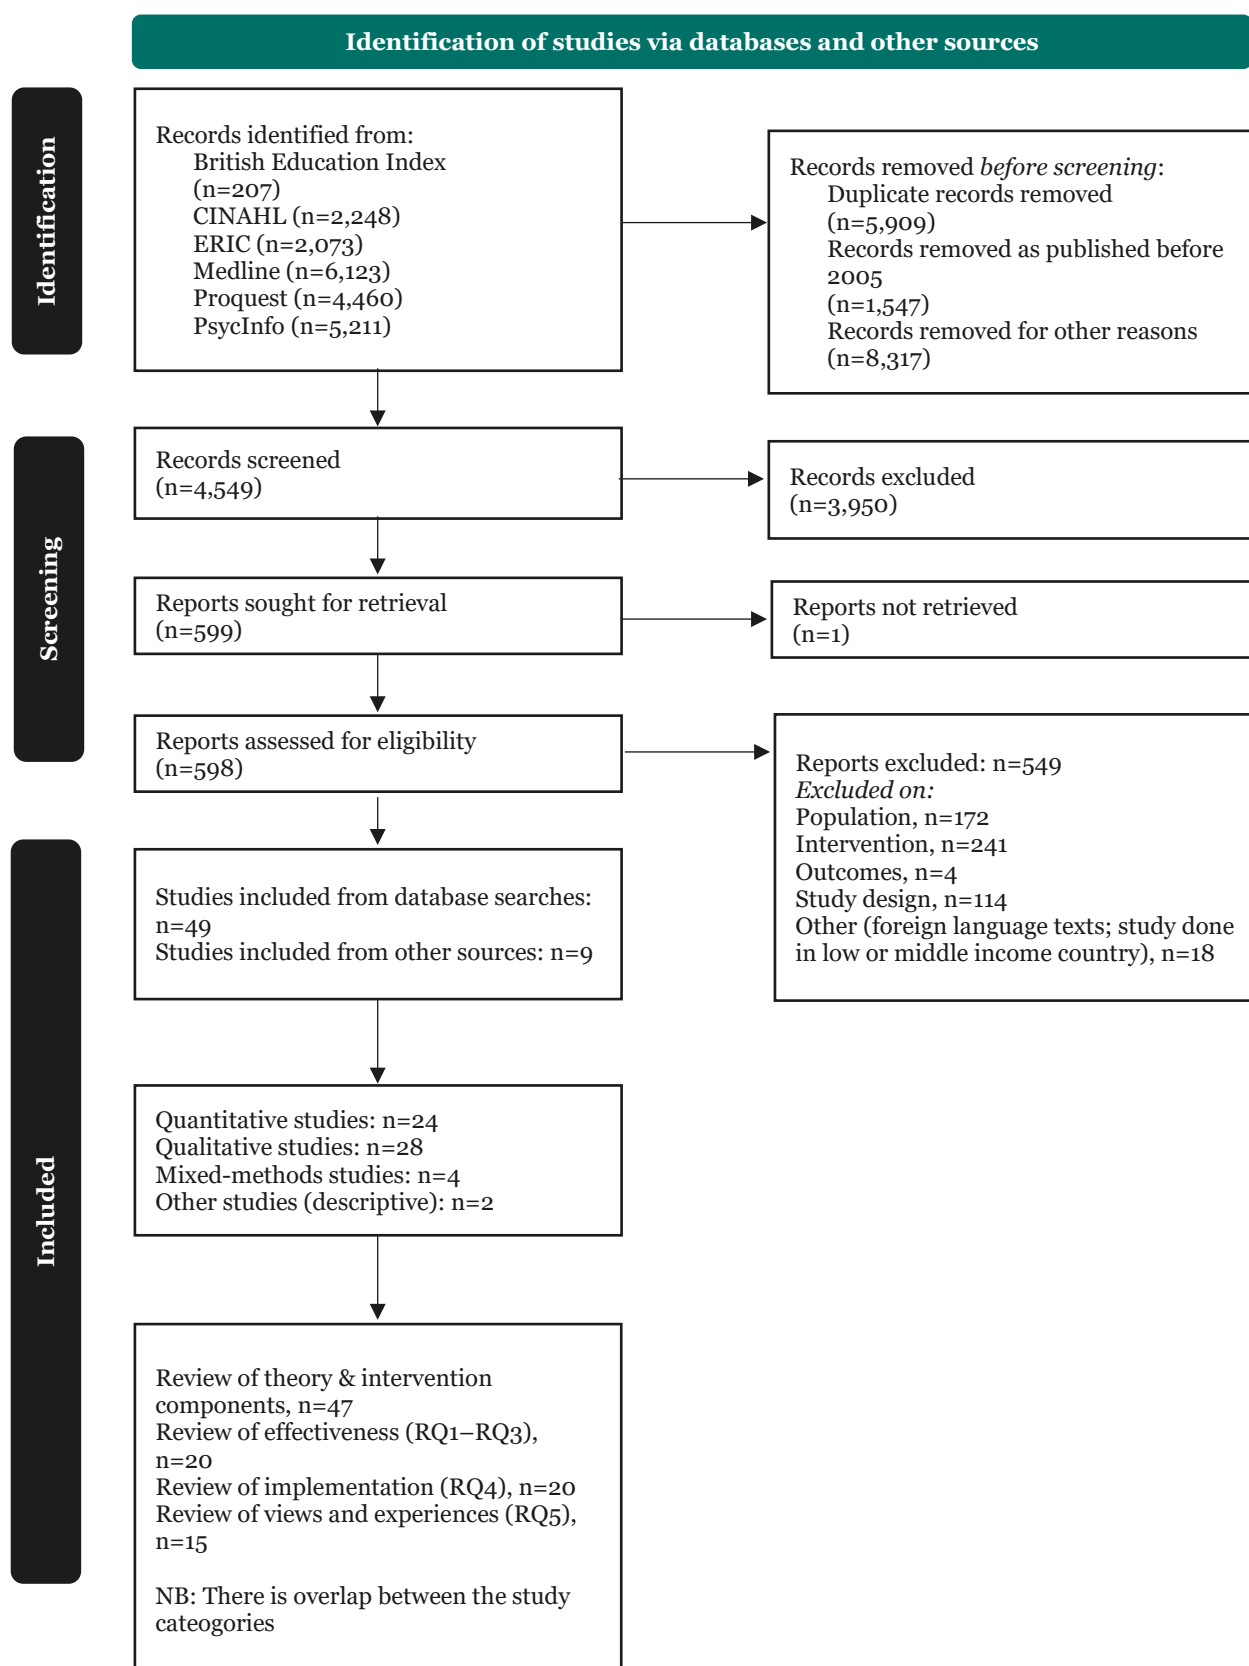 Identification of studies via databases and other sources
Identification
Records identified from:
British Education Index
(n=207)
CINAHL (n=2,248)
ERIC (n=2,073)
Medline (n=6,123)
Proquest (n=4,460)
PsycInfo (n=5,211)
Records removed before screening:
Duplicate records removed
(n=5,909)
Records removed as published before
2005
(n=1,547)
Records removed for other reasons
(n=8,317)
Screening
Records screened
(n=4,549)
Records excluded
(n=3,950)
Reports sought for retrieval
(n=599)
Reports not retrieved
(n=1)
Reports assessed for eligibility
(n=598)
Reports excluded: n=549
Excluded on:
Population, n=172
Intervention, n=241
Outcomes, n=4
Study design, n=114
Other (foreign language texts; study done
in low or middle income country), n=18
Included
Studies included from database searches:
n=49
Studies included from other sources: n=9
Quantitative studies: n=24
Qualitative studies: n=28
Mixed-methods studies: n=4
Other studies (descriptive): n=2
Review of theory & intervention
components, n=47
Review of effectiveness (RQ1–RQ3),
n=20
Review of implementation (RQ4), n=20
Review of views and experiences (RQ5),
n=15
NB: There is overlap between the study
cateogories